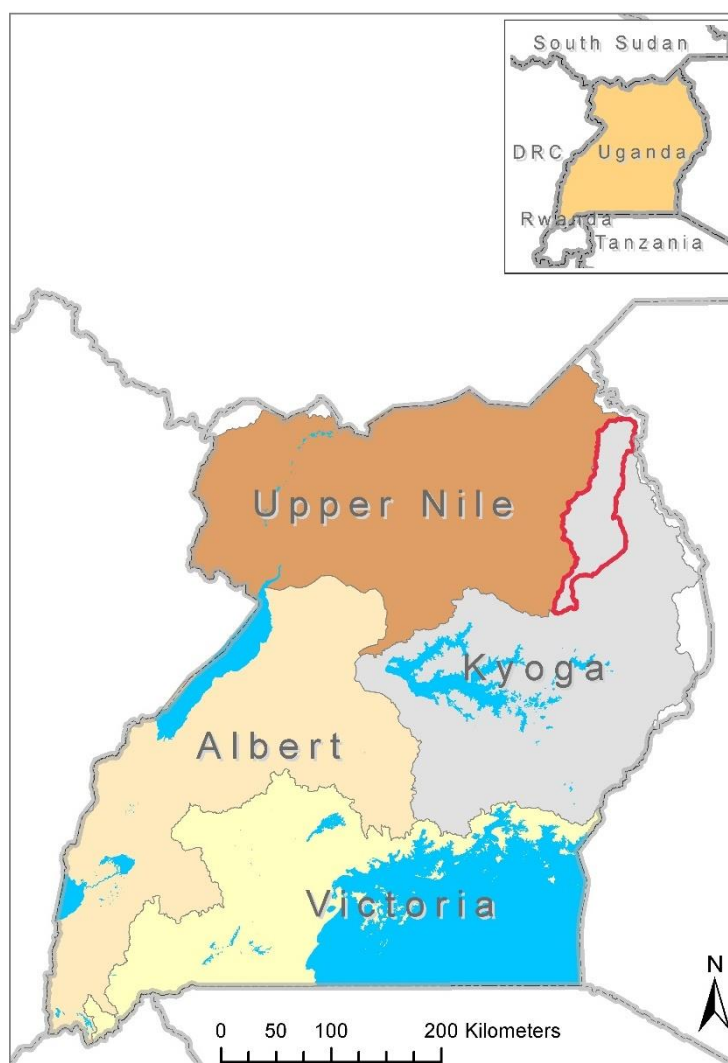 South Sudan
DRC Uganda
Rwanda
Tanzania
Upper Nile
Kyoga
Albert
Victoria
N
0 50 100 200 Kilometers